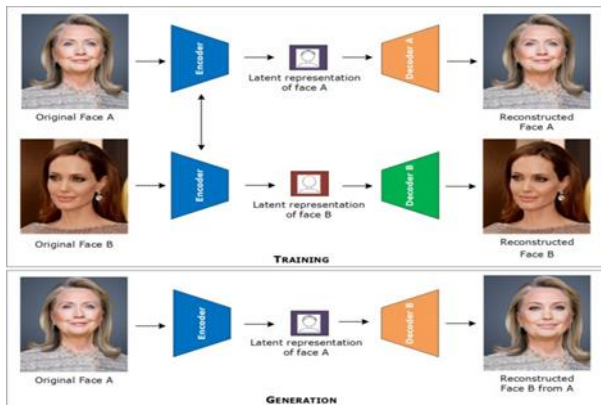 Encoder
Decoder A
Original Face A
Latent representation
of face A
Reconstructed
Face A
Encoder
Decoder B
Original Face B
Latent representation
of face B
Reconstructed
Face B
TRAINING
Encoder
Decoder B
Original Face A
Latent representation
of face A
Reconstructed
Face B from A
GENERATION